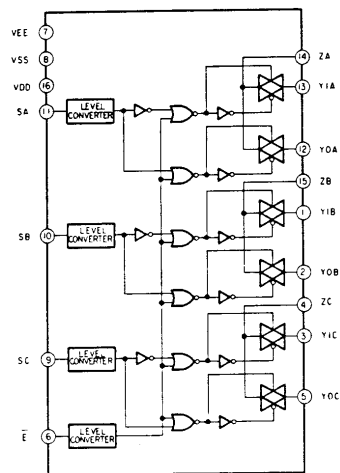 VEE 7
VSS 8
VDD 16
SA 11 LEVEL CONVERTER
14 ZA
13 Y1A
12 Y0A
15 ZB
SB 10 LEVEL CONVERTER
1 Y1B
2 Y0B
4 ZC
SC 9 LEVEL CONVERTER
3 Y1C
5 Y0C
E 6 LEVEL CONVERTER